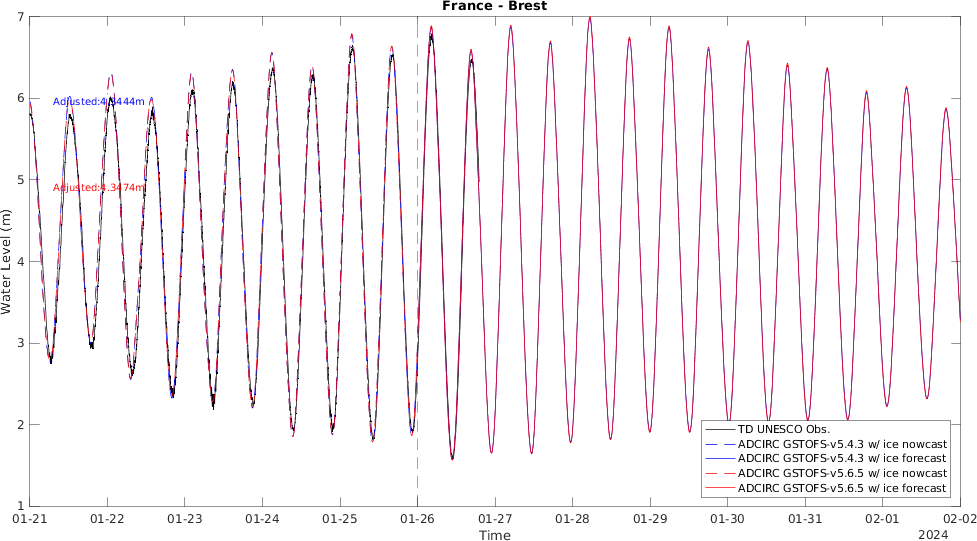 France - Brest
7
6
5
4
3
2
1
Water Level (m)
Adjusted:4.3474m
TD UNESCO Obs.
ADCIRC GSTOFS-v5.4.3 w/ ice nowcast
ADCIRC GSTOFS-v5.4.3 w/ ice forecast
ADCIRC GSTOFS-v5.6.5 w/ ice nowcast
ADCIRC GSTOFS-v5.6.5 w/ ice forecast
01-21 01-22 01-23 01-24 01-25 01-26 01-27 01-28 01-29 01-30 01-31 02-01 02-02
Time
2024